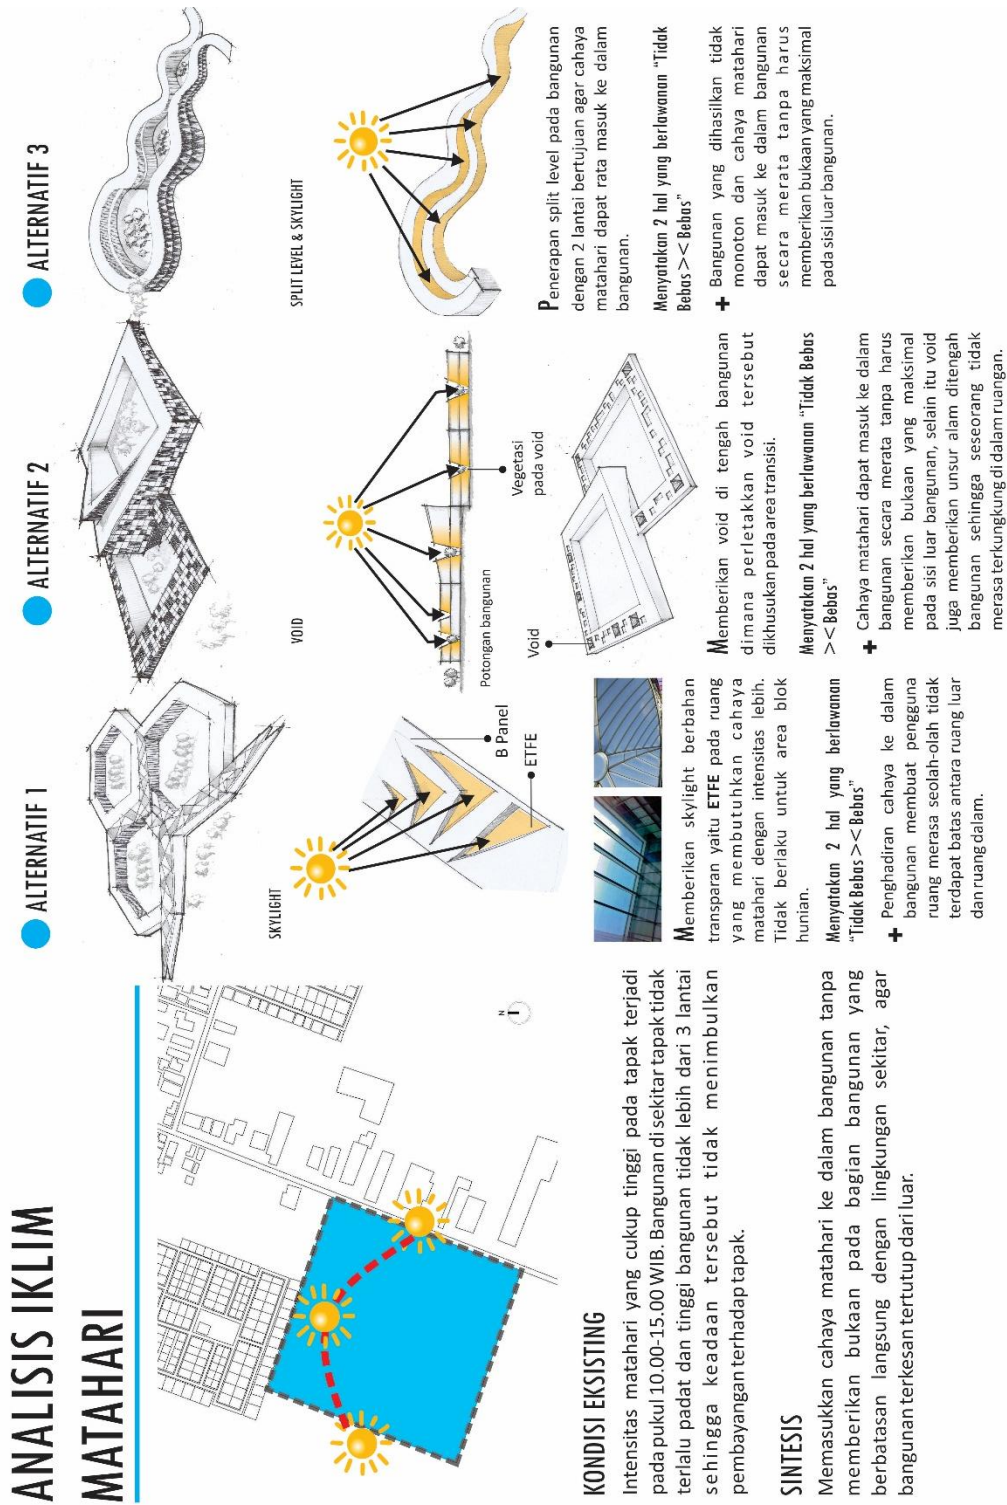 ANALISIS IKLIM
MATAHARI
N
KONDISI EKSISTING
Intensitas matahari yang cukup tinggi pada tapak terjadi
pada pukul 10.00-15.00 WIB. Bangunan di sekitar tapak tidak
terlalu padat dan tinggi bangunan tidak lebih dari 3 lantai
sehingga keadaan tersebut tidak menimbulkan
pembayangan terhadap tapak.
SINTESIS
Memasukkan cahaya matahari ke dalam bangunan tanpa
memberikan bukaan pada bagian bangunan yang
berbatasan langsung dengan lingkungan sekitar, agar
bangunan terkesan tertutup dari luar.
ALTERNATIF 1
SKYLIGHT
B Panel
ETFE
Memberikan skylight berbahan
transparan yaitu ETFE pada ruang
yang membutuhkan cahaya
matahari dengan intensitas lebih.
Tidak berlaku untuk area blok
hunian.
Menyatakan 2 hal yang berlawanan
"Tidak Bebas >< Bebas"
+ Penghadiran cahaya ke dalam
bangunan membuat pengguna
ruang merasa seolah-olah tidak
terdapat batas antara ruang luar
dan ruang dalam.
ALTERNATIF 2
VOID
Potongan bangunan
Vegetasi
pada void
Void
Memberikan void di tengah bangunan
dimana perletakkan void tersebut
dikhusukan pada area transisi.
Menyatakan 2 hal yang berlawanan "Tidak Bebas
>< Bebas"
+ Cahaya matahari dapat masuk ke dalam
bangunan secara merata tanpa harus
memberikan bukaan yang maksimal
pada sisi luar bangunan, selain itu void
juga memberikan unsur alam ditengah
bangunan sehingga seseorang tidak
merasa terkungkung di dalam ruangan.
ALTERNATIF 3
SPLIT LEVEL & SKYLIGHT
Penerapan split level pada bangunan
dengan 2 lantai bertujuan agar cahaya
matahari dapat rata masuk ke dalam
bangunan.
Menyatakan 2 hal yang berlawanan "Tidak
Bebas >< Bebas"
+ Bangunan yang dihasilkan tidak
monoton dan cahaya matahari
dapat masuk ke dalam bangunan
secara merata tanpa harus
memberikan bukaan yang maksimal
pada sisi luar bangunan.